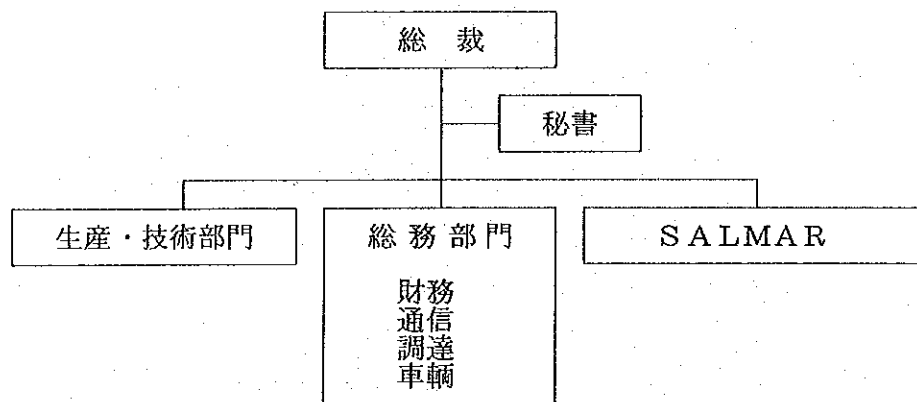 総 裁
秘書
生産・技術部門
総務部門
SALMAR
財務
通信
調達
車輌